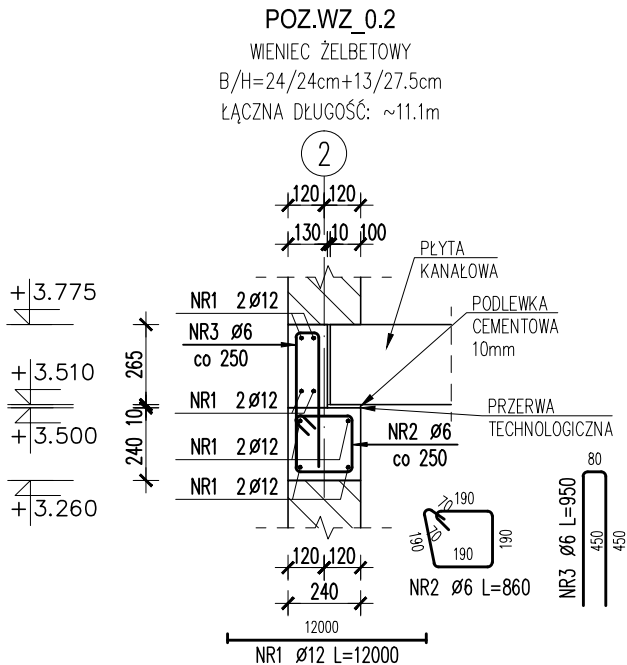 POZ.WZ_0.2
WIENIEC ŻELBETOWY
B/H=24/24cm+13/27.5cm
ŁĄCZNA DŁUGOŚĆ: ~11.1m
2
120 120
130 10 100
PŁYTA
KANAŁOWA
+3.775
NR1 2Ø12
PODLEWKA
CEMENTOWA
10mm
NR3 Ø6
co 250
265
+3.510
NR1 2Ø12
PRZERWA
TECHNOLOGICZNA
10
+3.500
NR2 Ø6
co 250
240
NR1 2Ø12
NR1 2Ø12
+3.260
80
NR3 Ø6 L=950
450
450
70
190
70
190
190
190
NR2 Ø6 L=860
120 120
240
12000
NR1 Ø12 L=12000